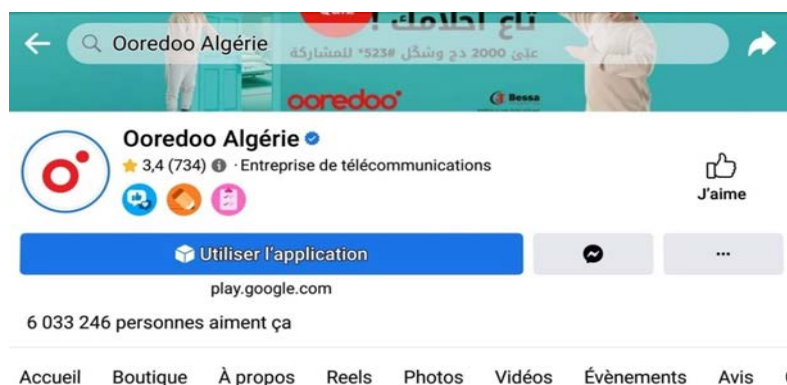 تاع احلامك !
Ooredoo Algérie
عبّي 2000 دج وشكّل #523* للمشاركة
ooredoo
Bessa
Ooredoo Algérie
3,4 (734) · Entreprise de télécommunications
J'aime
Utiliser l'application
...
play.google.com
6 033 246 personnes aiment ça
Accueil Boutique À propos Reels Photos Vidéos Évènements Avis